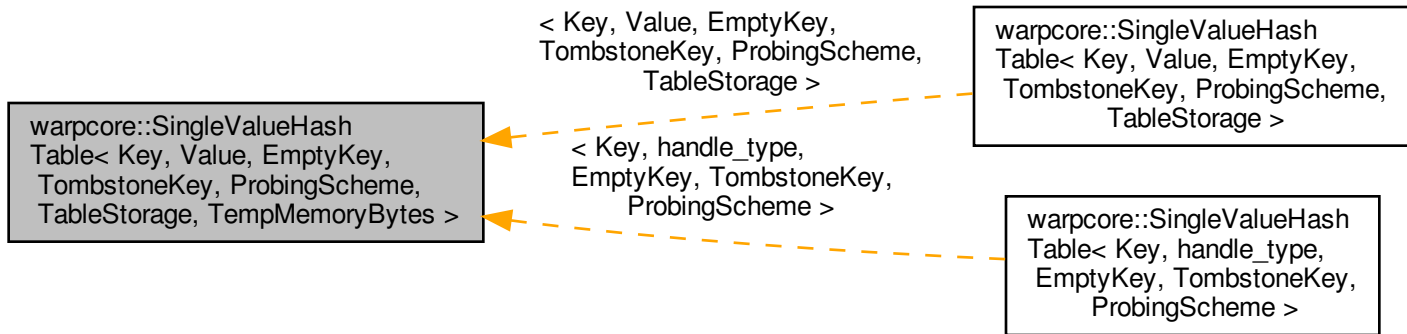 warpcore::SingleValueHash
Table< Key, Value, EmptyKey,
TombstoneKey, ProbingScheme,
TableStorage, TempMemoryBytes >
< Key, Value, EmptyKey,
TombstoneKey, ProbingScheme,
TableStorage >
< Key, handle_type,
EmptyKey, TombstoneKey,
ProbingScheme >
warpcore::SingleValueHash
Table< Key, Value, EmptyKey,
TombstoneKey, ProbingScheme,
TableStorage >
warpcore::SingleValueHash
Table< Key, handle_type,
EmptyKey, TombstoneKey,
ProbingScheme >